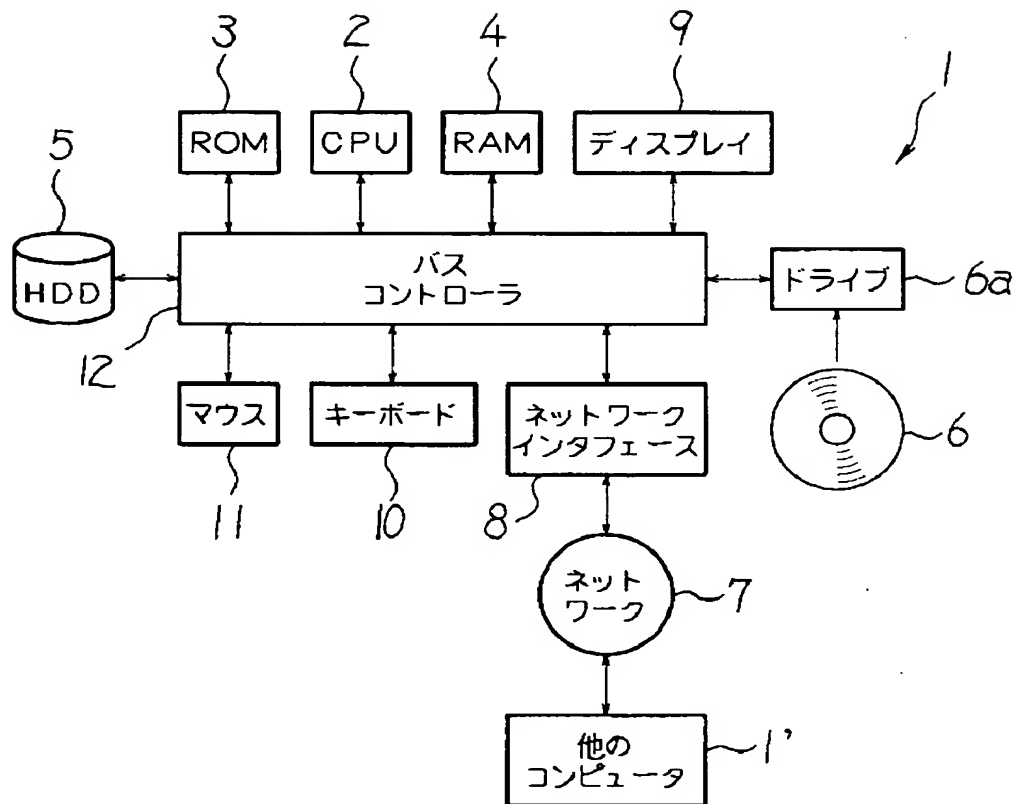 3
2
4
9
1
ROM
CPU
RAM
ディスプレイ
5
HDD
バス
コントローラ
ドライブ
6a
12
マウス
キーボード
ネットワーク
インタフェース
6
11
10
8
ネット
ワーク
7
他の
コンピュータ
1'